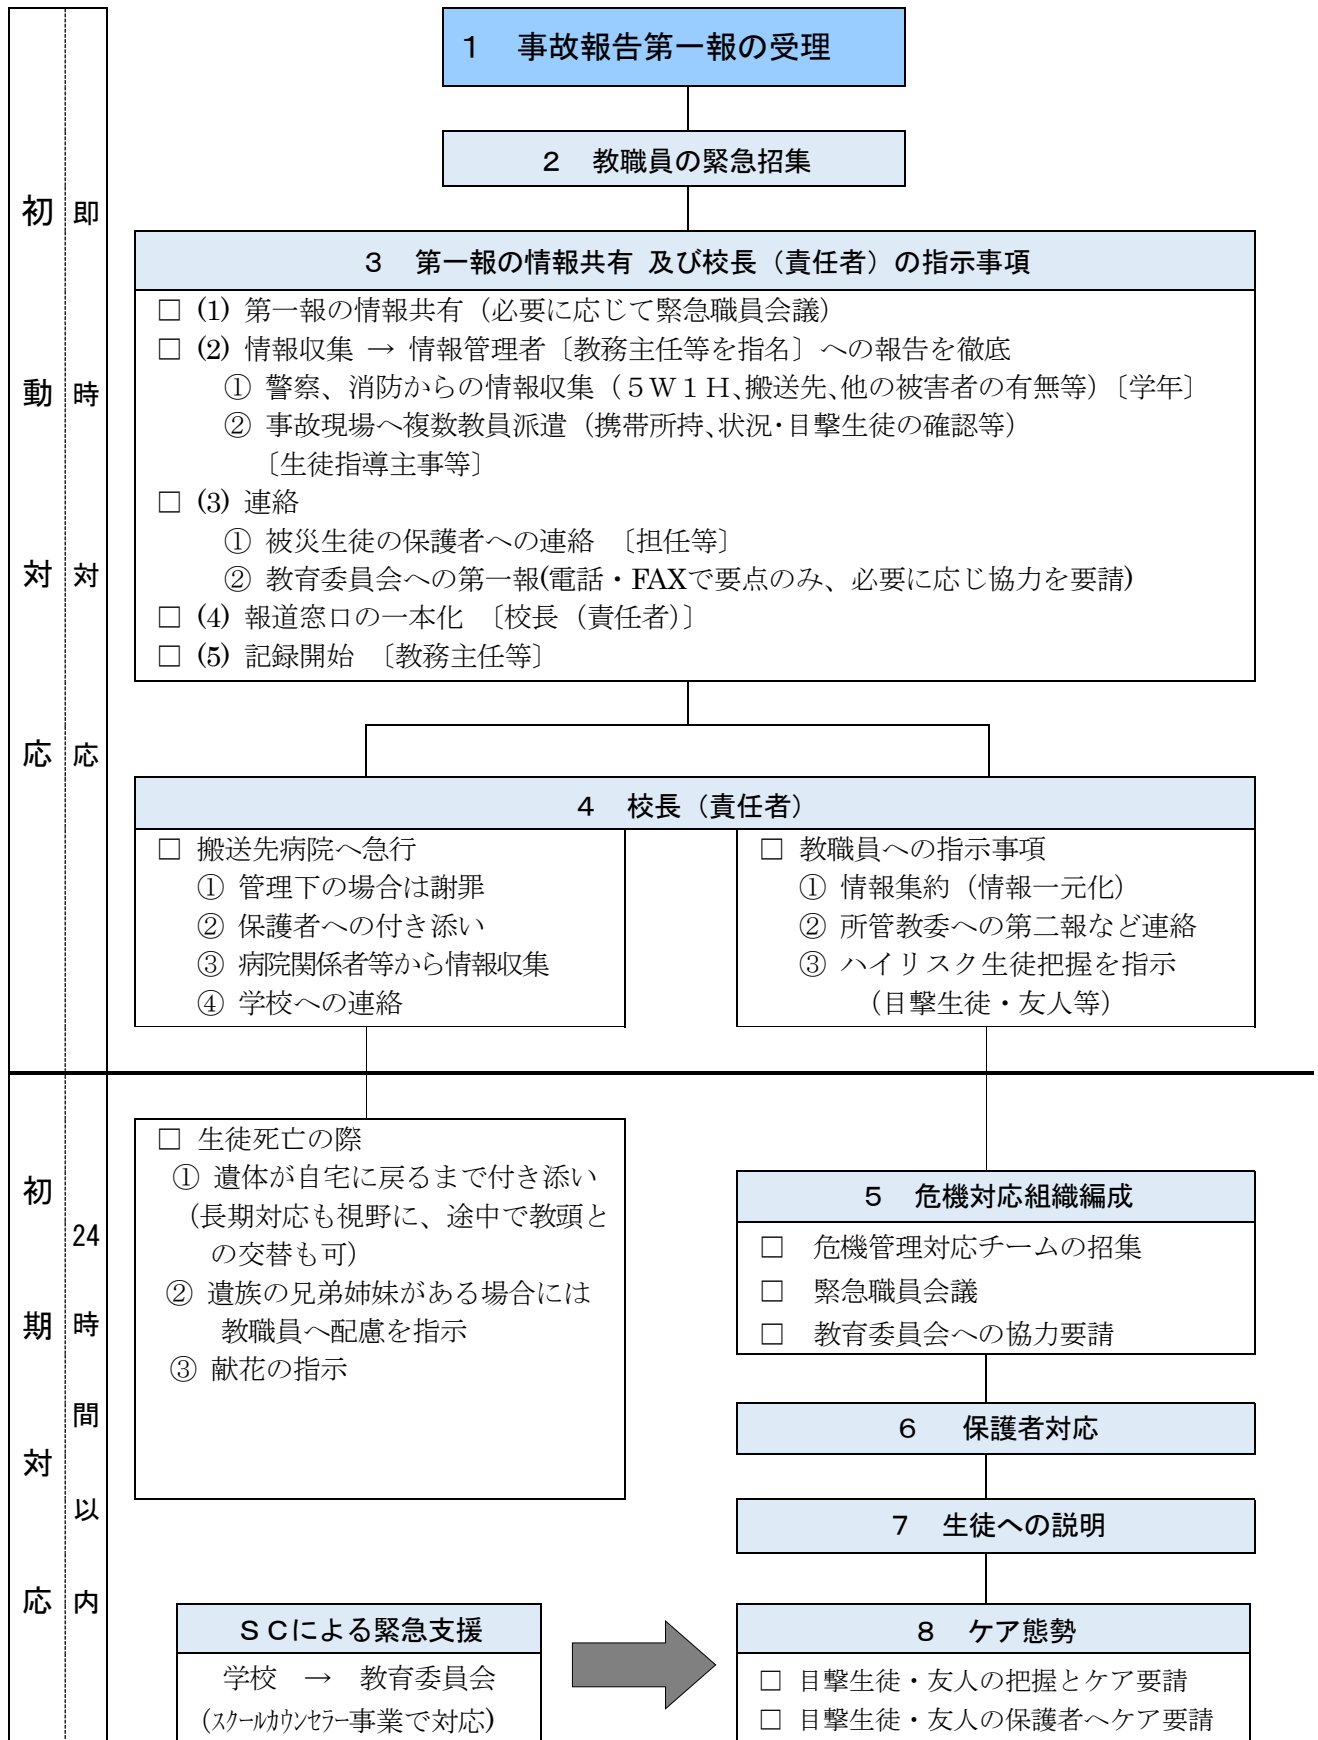 初動対応
即時対応
1 事故報告第一報の受理
2 教職員の緊急招集
3 第一報の情報共有 及び校長（責任者）の指示事項
□ (1) 第一報の情報共有（必要に応じて緊急職員会議）
□ (2) 情報収集 → 情報管理者〔教務主任等を指名〕への報告を徹底
① 警察、消防からの情報収集（５Ｗ１Ｈ､搬送先､他の被害者の有無等）〔学年〕
② 事故現場へ複数教員派遣（携帯所持､状況･目撃生徒の確認等）
〔生徒指導主事等〕
□ (3) 連絡
① 被災生徒の保護者への連絡 〔担任等〕
② 教育委員会への第一報(電話・FAXで要点のみ、必要に応じ協力を要請)
□ (4) 報道窓口の一本化 〔校長（責任者)〕
□ (5) 記録開始 〔教務主任等〕
4 校長（責任者）
□ 搬送先病院へ急行
① 管理下の場合は謝罪
② 保護者への付き添い
③ 病院関係者等から情報収集
④ 学校への連絡
□ 教職員への指示事項
① 情報集約（情報一元化）
② 所管教委への第二報など連絡
③ ハイリスク生徒把握を指示
（目撃生徒・友人等）
初期対応
24時間以内
□ 生徒死亡の際
① 遺体が自宅に戻るまで付き添い
（長期対応も視野に、途中で教頭と
の交替も可）
② 遺族の兄弟姉妹がある場合には
教職員へ配慮を指示
③ 献花の指示
5 危機対応組織編成
□ 危機管理対応チームの招集
□ 緊急職員会議
□ 教育委員会への協力要請
6 保護者対応
7 生徒への説明
ＳＣによる緊急支援
学校 → 教育委員会
(ｽｸｰﾙｶｳﾝｾﾗｰ事業で対応)
8 ケア態勢
□ 目撃生徒・友人の把握とケア要請
□ 目撃生徒・友人の保護者へケア要請